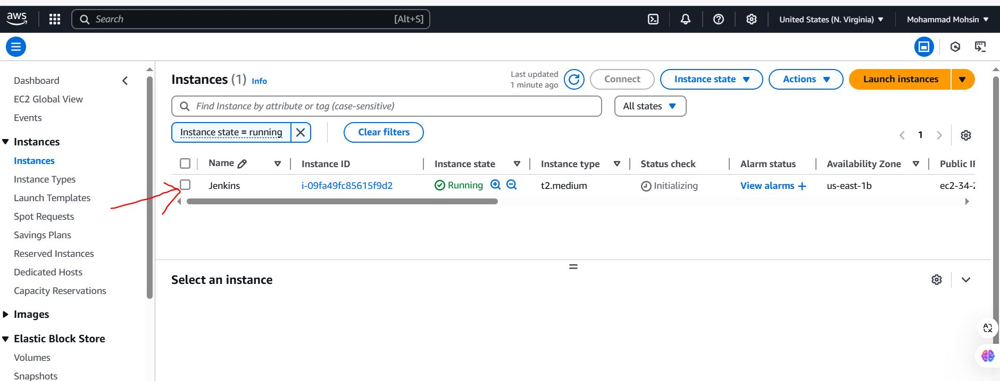 aws
Search [Alt+S]
United States (N. Virginia)
Mohammad Mohsin
Dashboard
EC2 Global View
Events
Instances
Instances
Instance Types
Launch Templates
Spot Requests
Savings Plans
Reserved Instances
Dedicated Hosts
Capacity Reservations
Images
Elastic Block Store
Volumes
Snapshots
Instances (1) Info
Last updated
1 minute ago
Connect
Instance state
Actions
Launch instances
Find Instance by attribute or tag (case-sensitive)
All states
Instance state = running
Clear filters
1
Name Instance ID Instance state Instance type Status check Alarm status Availability Zone Public IP
Jenkins i-09fa49fc85615f9d2 Running t2.medium Initializing View alarms + us-east-1b ec2-34-2
Select an instance